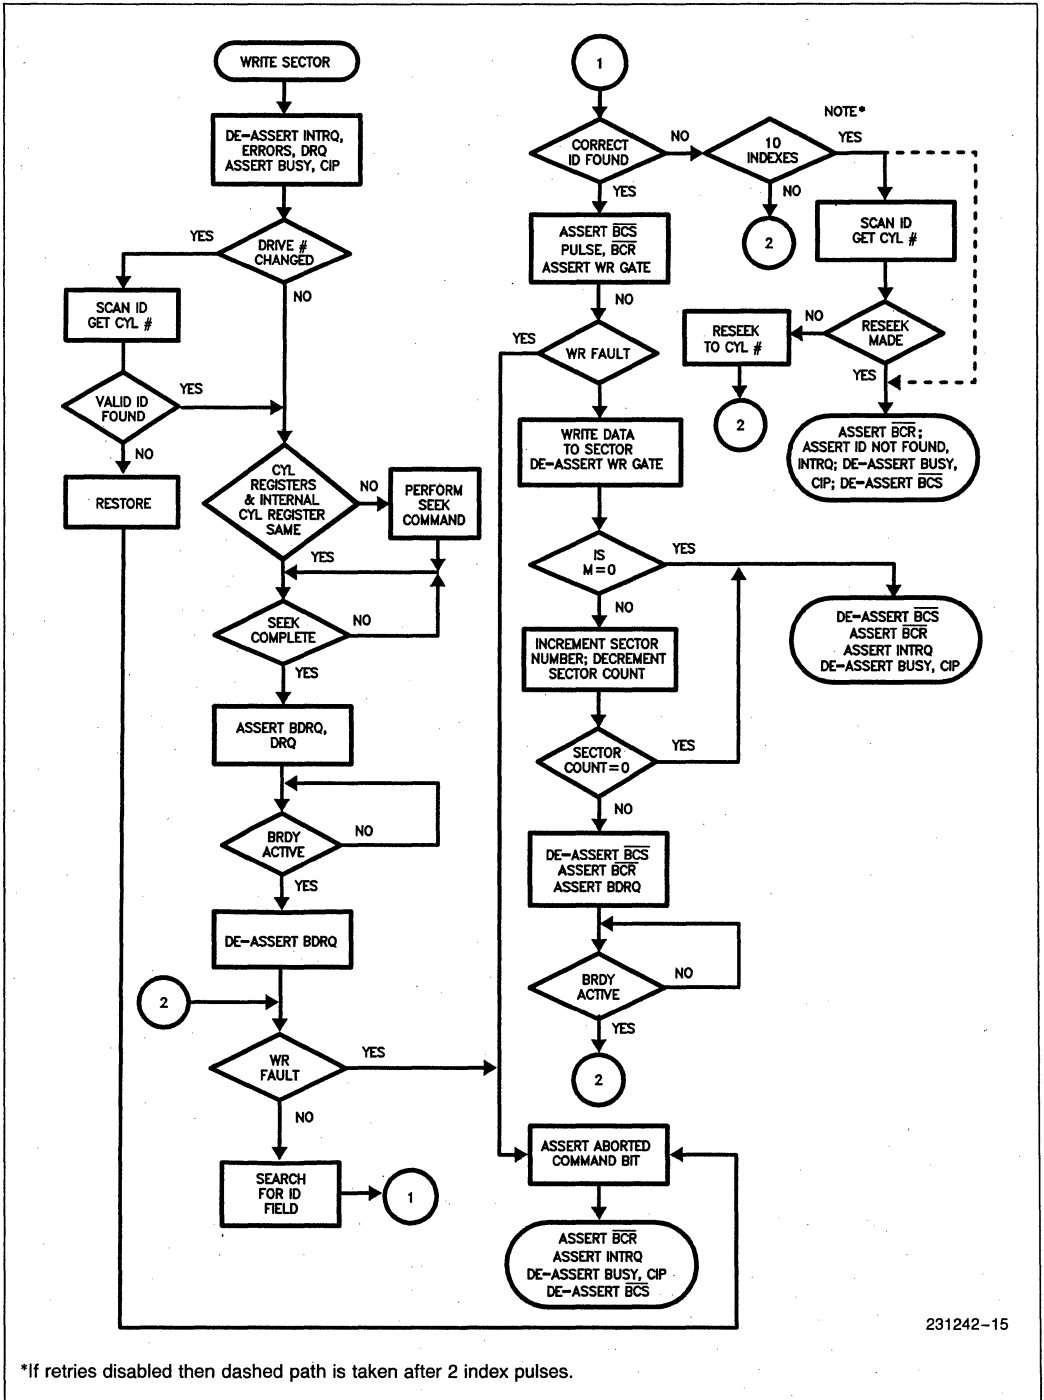 WRITE SECTOR
DE-ASSERT INTRQ,
ERRORS, DRQ
ASSERT BUSY, CIP
YES
DRIVE #
CHANGED
NO
SCAN ID
GET CYL #
VALID ID
FOUND
YES
NO
RESTORE
CYL
REGISTERS
& INTERNAL
CYL REGISTER
SAME
NO
PERFORM
SEEK
COMMAND
YES
SEEK
COMPLETE
NO
YES
ASSERT BDRQ,
DRQ
BRDY
ACTIVE
NO
YES
DE-ASSERT BDRQ
2
WR
FAULT
YES
NO
SEARCH
FOR ID
FIELD
1
1
CORRECT
ID FOUND
NO
10
INDEXES
NOTE*
YES
NO
2
YES
SCAN ID
GET CYL #
RESEEK
MADE
NO
RESEEK
TO CYL #
2
YES
ASSERT BCR;
ASSERT ID NOT FOUND,
INTRQ; DE-ASSERT BUSY,
CIP; DE-ASSERT BCS
ASSERT BCS
PULSE, BCR
ASSERT WR GATE
NO
YES
WR FAULT
WRITE DATA
TO SECTOR
DE-ASSERT WR GATE
IS
M=0
YES
NO
DE-ASSERT BCS
ASSERT BCR
ASSERT INTRQ
DE-ASSERT BUSY, CIP
INCREMENT SECTOR
NUMBER; DECREMENT
SECTOR COUNT
SECTOR
COUNT=0
YES
NO
DE-ASSERT BCS
ASSERT BCR
ASSERT BDRQ
BRDY
ACTIVE
NO
YES
2
ASSERT ABORTED
COMMAND BIT
ASSERT BCR
ASSERT INTRQ
DE-ASSERT BUSY, CIP
DE-ASSERT BCS
231242-15
*If retries disabled then dashed path is taken after 2 index pulses.